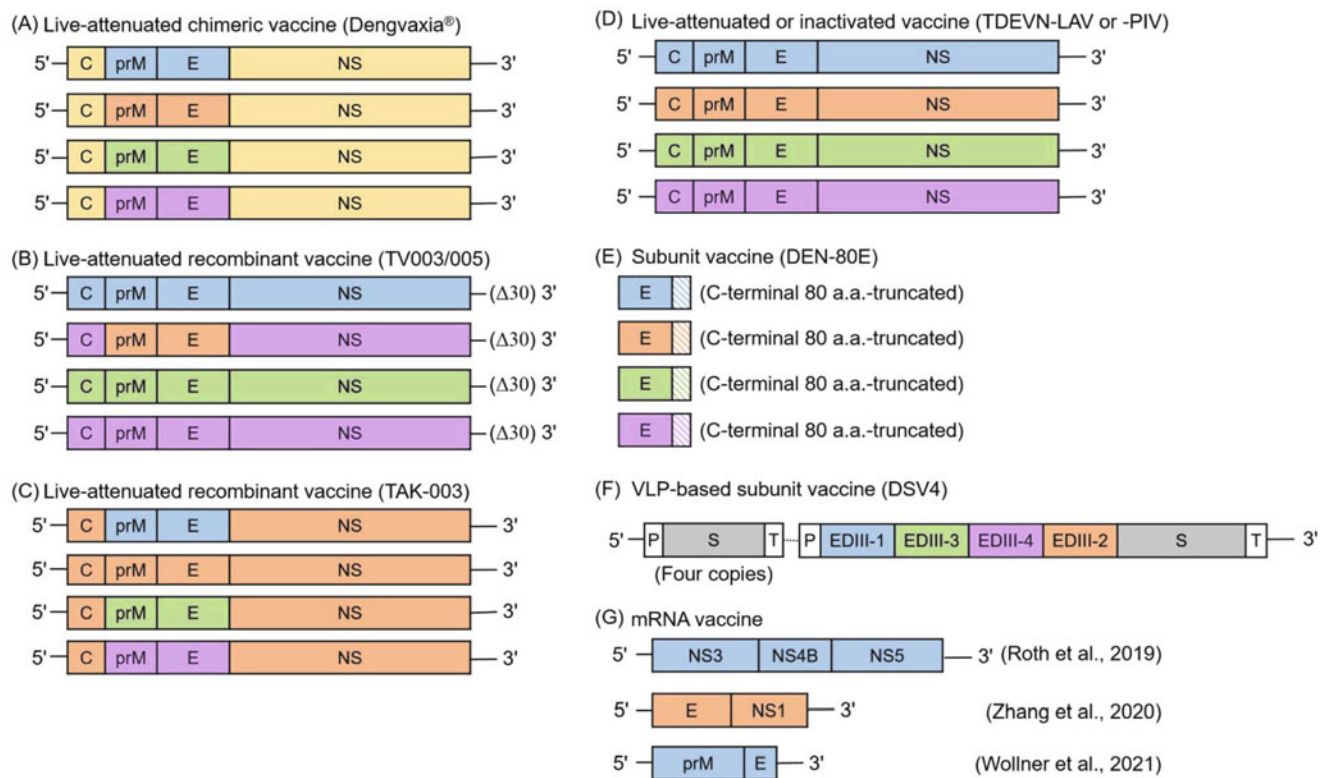 (A) Live-attenuated chimeric vaccine (Dengvaxia®)
5' C prM E NS 3'
5' C prM E NS 3'
5' C prM E NS 3'
5' C prM E NS 3'
(B) Live-attenuated recombinant vaccine (TV003/005)
5' C prM E NS (Δ30) 3'
5' C prM E NS (Δ30) 3'
5' C prM E NS (Δ30) 3'
5' C prM E NS (Δ30) 3'
(C) Live-attenuated recombinant vaccine (TAK-003)
5' C prM E NS 3'
5' C prM E NS 3'
5' C prM E NS 3'
5' C prM E NS 3'
(D) Live-attenuated or inactivated vaccine (TDEVN-LAV or -PIV)
5' C prM E NS 3'
5' C prM E NS 3'
5' C prM E NS 3'
5' C prM E NS 3'
(E) Subunit vaccine (DEN-80E)
E (C-terminal 80 a.a.-truncated)
E (C-terminal 80 a.a.-truncated)
E (C-terminal 80 a.a.-truncated)
E (C-terminal 80 a.a.-truncated)
(F) VLP-based subunit vaccine (DSV4)
5' P S T P EDIII-1 EDIII-3 EDIII-4 EDIII-2 S T 3'
(Four copies)
(G) mRNA vaccine
5' NS3 NS4B NS5 3' (Roth et al., 2019)
5' E NS1 3' (Zhang et al., 2020)
5' prM E 3' (Wollner et al., 2021)